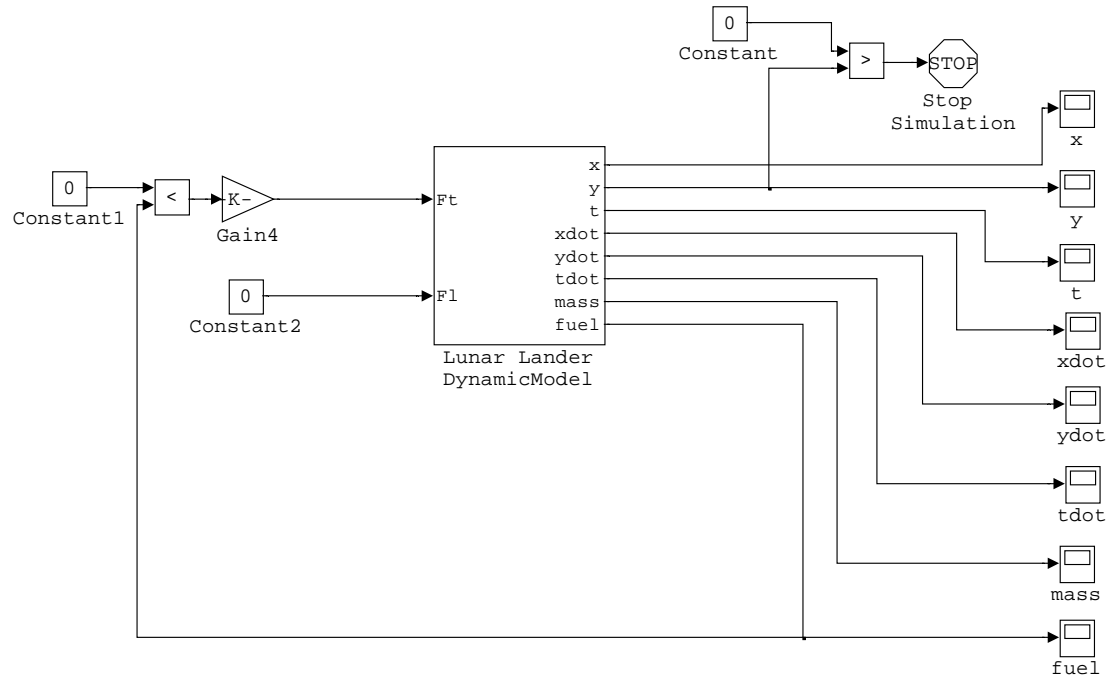 0
Constant
>
STOP
Stop
Simulation
x
0
Constant1
<
-K-
Gain4
0
Constant2
Ft
Fl
x
y
t
xdot
ydot
tdot
mass
fuel
Lunar Lander
DynamicModel
y
t
xdot
ydot
tdot
mass
fuel